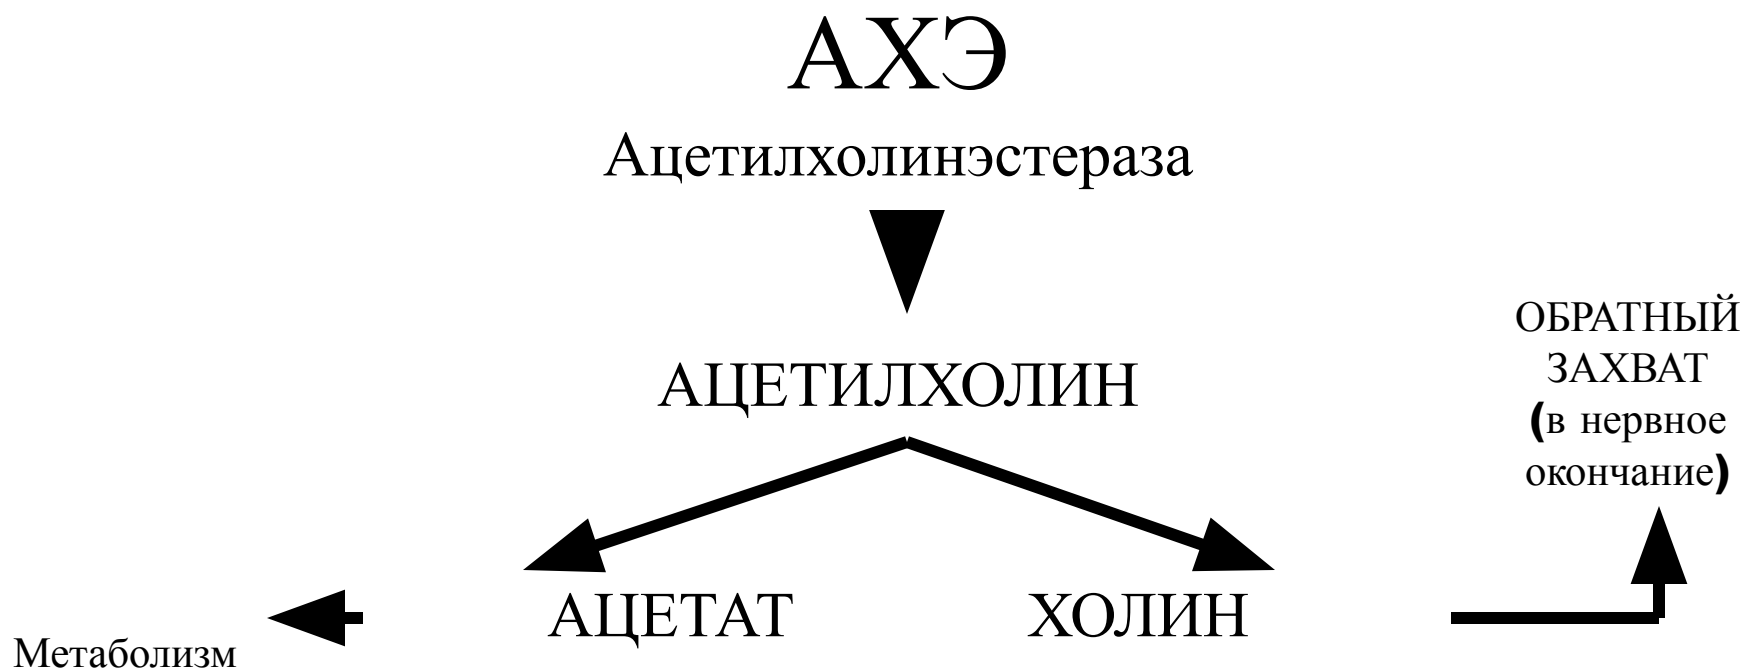 АХЭ
Ацетилхолинэстераза
АЦЕТИЛХОЛИН
ОБРАТНЫЙ
ЗАХВАТ
(в нервное
окончание)
АЦЕТАТ
ХОЛИН
Метаболизм